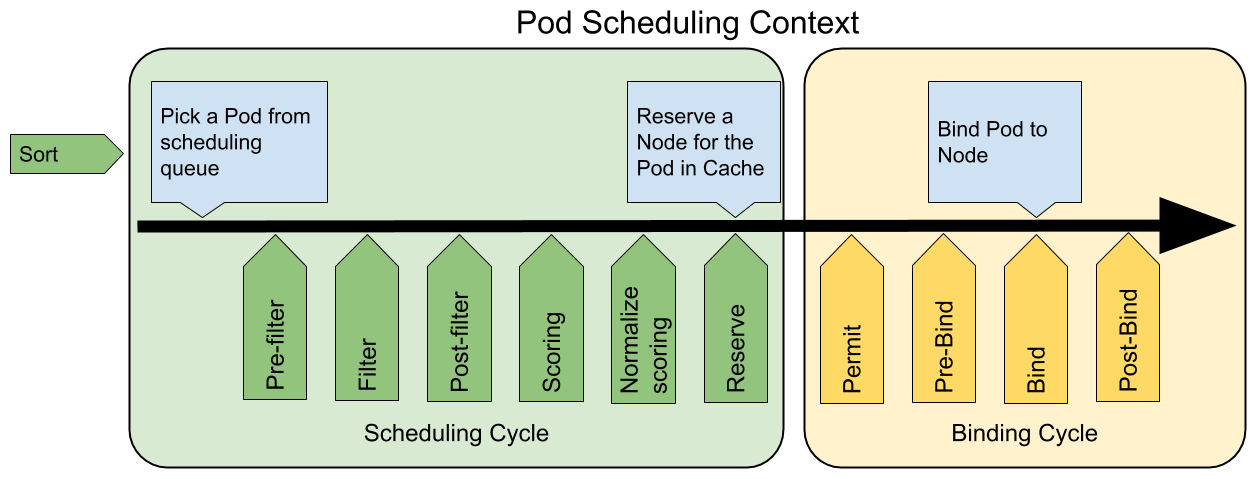 Pod Scheduling Context
Sort
Pick a Pod from
scheduling
queue
Reserve a
Node for the
Pod in Cache
Bind Pod to
Node
Pre-filter
Filter
Post-filter
Scoring
Normalize
scoring
Reserve
Permit
Pre-Bind
Bind
Post-Bind
Scheduling Cycle
Binding Cycle